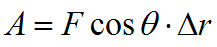 A = F cos θ · Δr